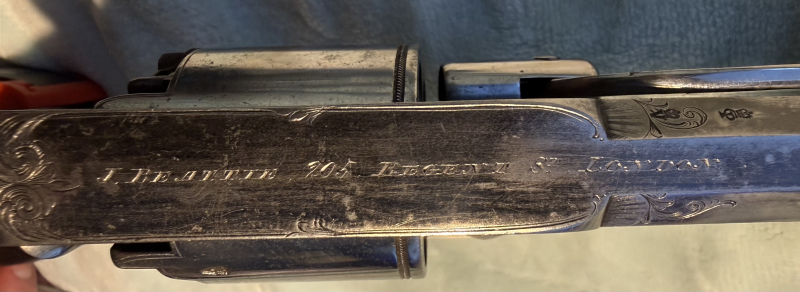 J. BEATTIE 205 REGENT St LONDON